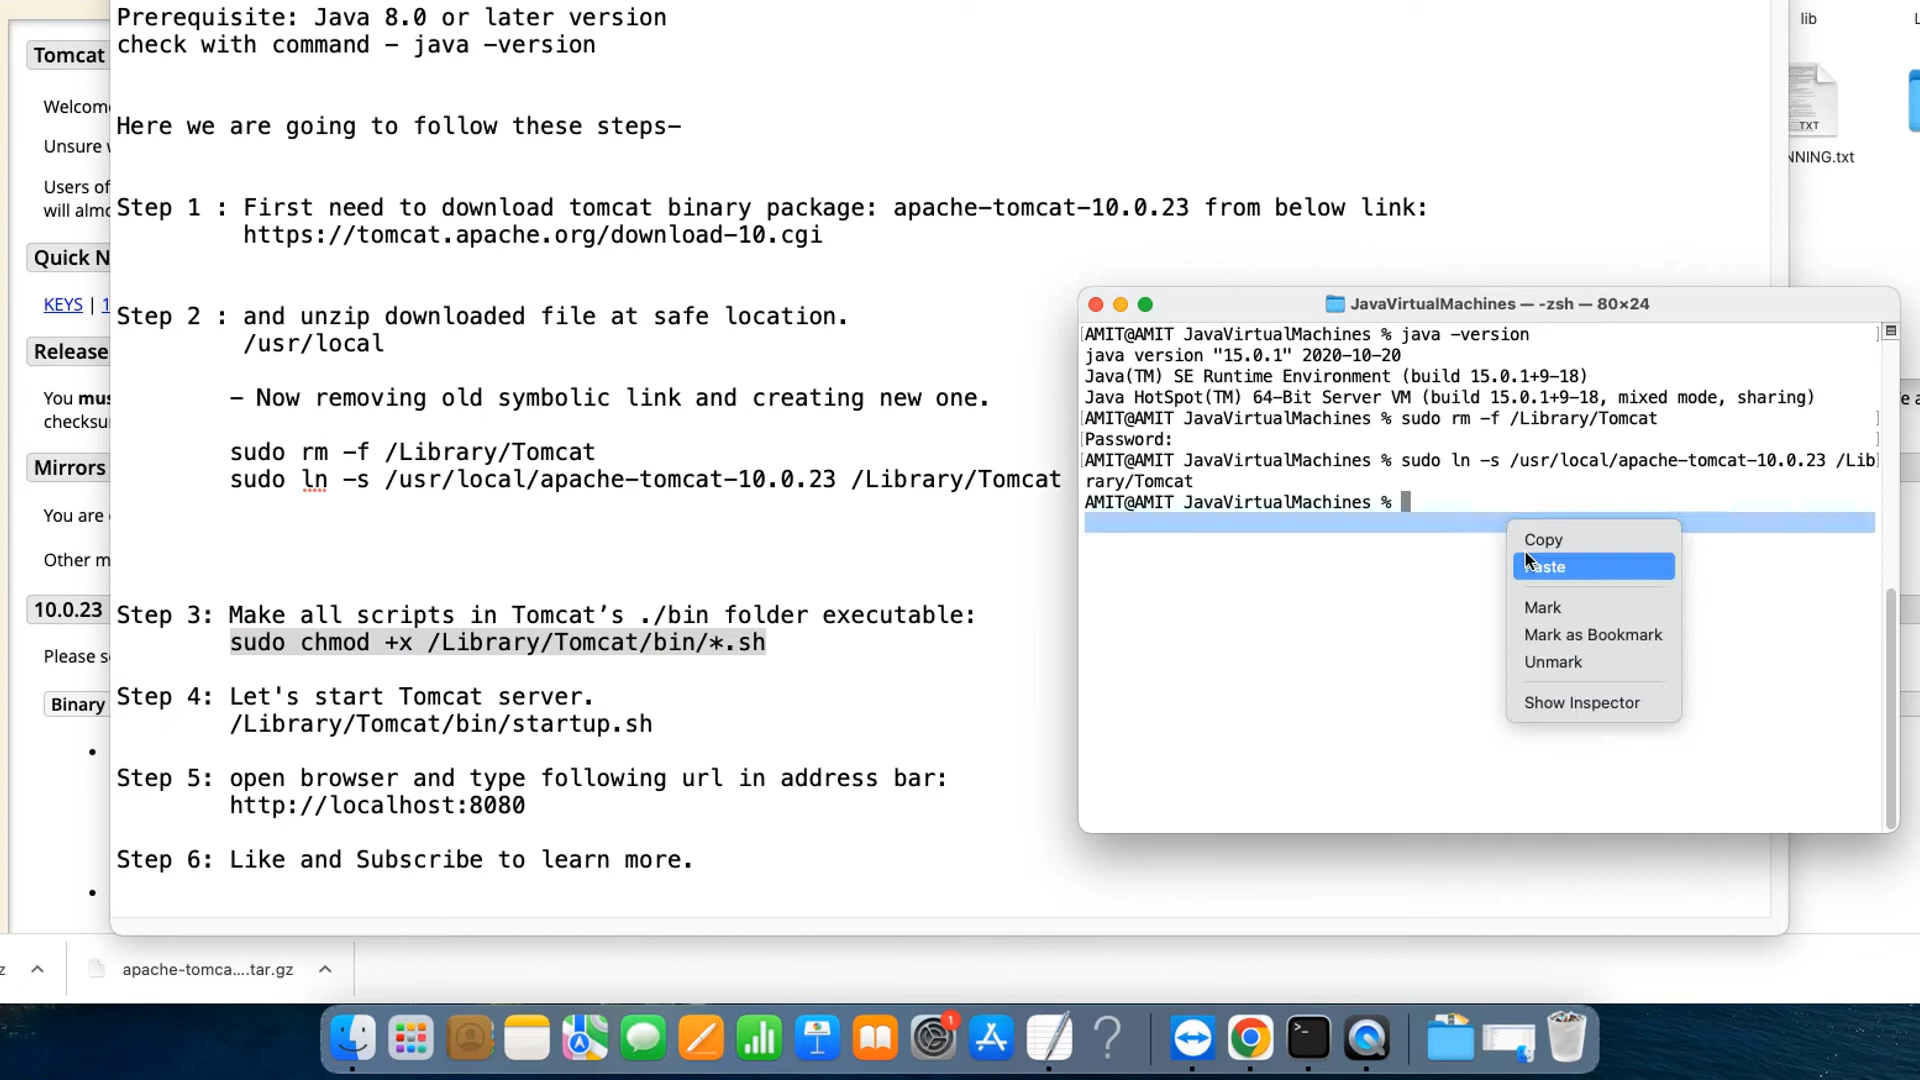 Prerequisite: Java 8.0 or later version
check with command – java –version
Here we are going to follow these steps–
Step 1 : First need to download tomcat binary package: apache-tomcat-10.0.23 from below link:
https://tomcat.apache.org/download-10.cgi
Step 2 : and unzip downloaded file at safe location.
/usr/local
– Now removing old symbolic link and creating new one.
sudo rm –f /Library/Tomcat
sudo ln –s /usr/local/apache-tomcat-10.0.23 /Library/Tomcat
Step 3: Make all scripts in Tomcat’s ./bin folder executable:
sudo chmod +x /Library/Tomcat/bin/*.sh
Step 4: Let's start Tomcat server.
/Library/Tomcat/bin/startup.sh
Step 5: open browser and type following url in address bar:
http://localhost:8080
Step 6: Like and Subscribe to learn more.
Tomcat
Unsure
Users of
Quick N
KEYS | 1
Release
You mus
checksu
Mirrors
You are
Other m
10.0.23
Please s
Binary
lib
L
TXT
NNING.txt
JavaVirtualMachines — -zsh — 80×24
[AMIT@AMIT JavaVirtualMachines % java –version ]
java version "15.0.1" 2020-10-20
Java(TM) SE Runtime Environment (build 15.0.1+9-18)
Java HotSpot(TM) 64-Bit Server VM (build 15.0.1+9-18, mixed mode, sharing)
[AMIT@AMIT JavaVirtualMachines % sudo rm –f /Library/Tomcat ]
[Password: ]
[AMIT@AMIT JavaVirtualMachines % sudo ln –s /usr/local/apache-tomcat-10.0.23 /Lib]
rary/Tomcat
AMIT@AMIT JavaVirtualMachines %
Copy
aste
Mark
Mark as Bookmark
Unmark
Show Inspector
z
apache-tomca....tar.gz
1